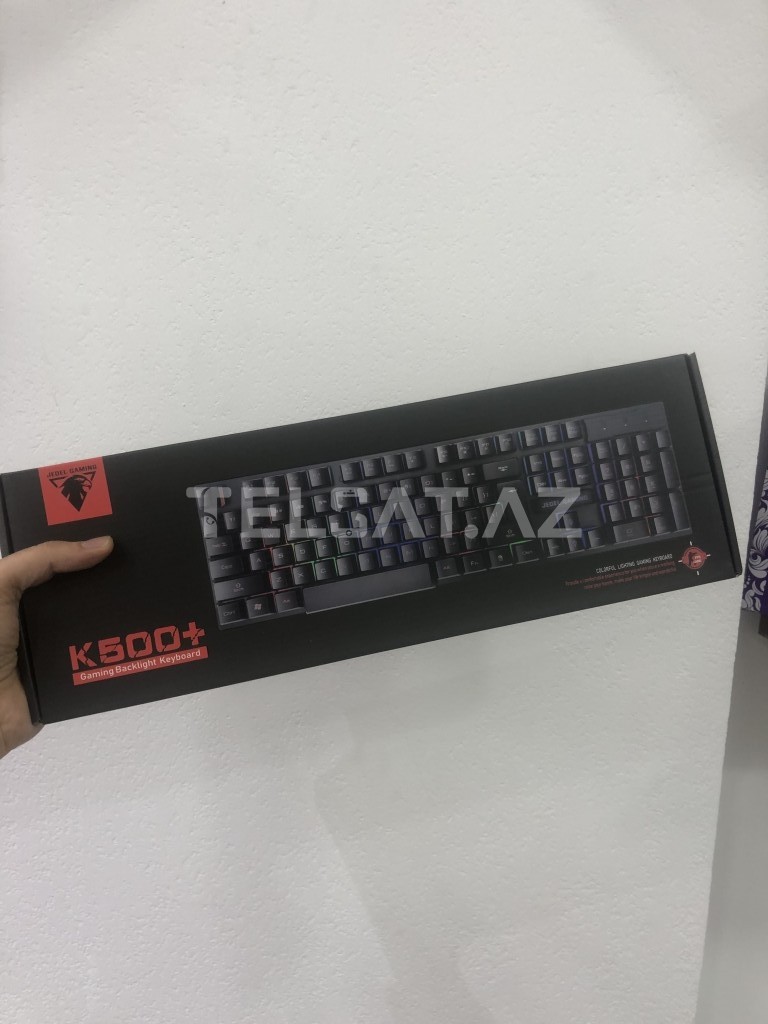 JEDEL GAMING
TELSAT.AZ
COLORFUL LIGHTING GAMING KEYBOARD
K500+
Gaming Backlight Keyboard